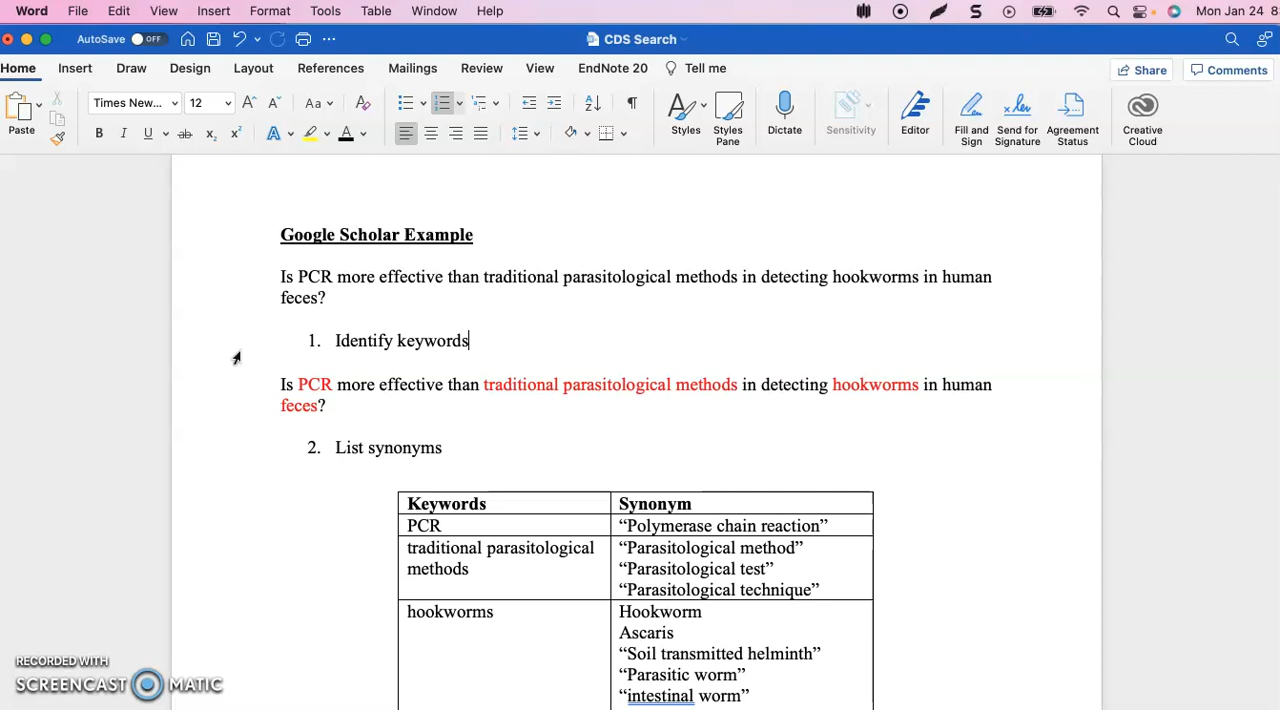 Word File Edit View Insert Format Tools Table Window Help Mon Jan 24 8
AutoSave OFF CDS Search
Home Insert Draw Design Layout References Mailings Review View EndNote 20 Tell me Share Comments
Paste Times New... 12 Aa Styles Styles Pane Dictate Sensitivity Editor Fill and Sign Send for Signature Agreement Status Creative Cloud
Google Scholar Example
Is PCR more effective than traditional parasitological methods in detecting hookworms in human
feces?
1. Identify keywords
Is PCR more effective than traditional parasitological methods in detecting hookworms in human
feces?
2. List synonyms
Keywords Synonym
PCR “Polymerase chain reaction”
traditional parasitological “Parasitological method”
methods “Parasitological test”
“Parasitological technique”
hookworms Hookworm
Ascaris
“Soil transmitted helminth”
“Parasitic worm”
“intestinal worm”
RECORDED WITH
SCREENCAST MATIC